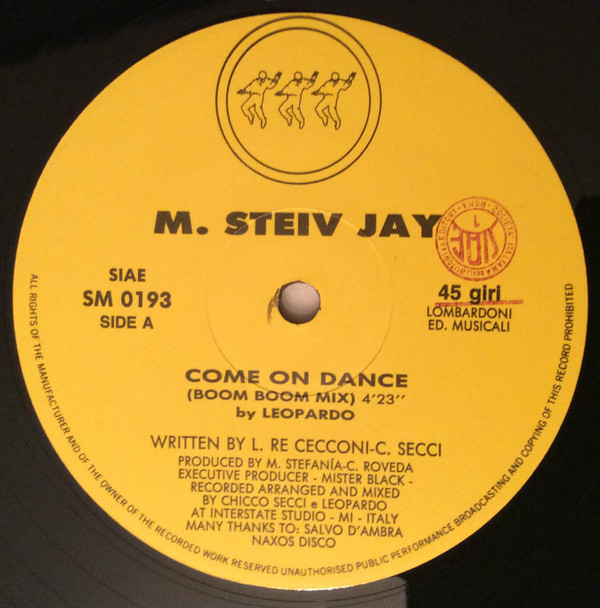 M. STEIV JAY
SIAE
SM 0193
SIDE A
45 giri
LOMBARDONI
ED. MUSICALI
SIAE
COME ON DANCE
(BOOM BOOM MIX) 4'23''
by LEOPARDO
WRITTEN BY L. RE CECCONI-C. SECCI
PRODUCED BY M. STEFANÍA-C. ROVEDA
EXECUTIVE PRODUCER - MISTER BLACK -
RECORDED ARRANGED AND MIXED
BY CHICCO SECCI e LEOPARDO
AT INTERSTATE STUDIO - MI - ITALY
MANY THANKS TO: SALVO D'AMBRA
NAXOS DISCO
ALL RIGHTS OF THE MANUFACTURER AND OF THE OWNER OF THE RECORDED WORK RESERVED UNAUTHORISED PUBLIC PERFORMANCE BROADCASTING AND COPYING OF THIS RECORD PROHIBITED